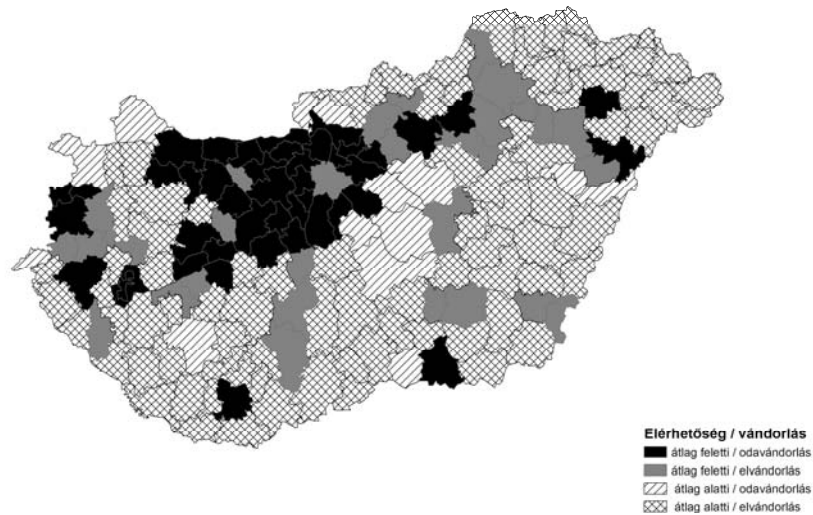 Elérhetőség / vándorlás
átlag feletti / odavándorlás
átlag feletti / elvándorlás
átlag alatti / odavándorlás
átlag alatti / elvándorlás